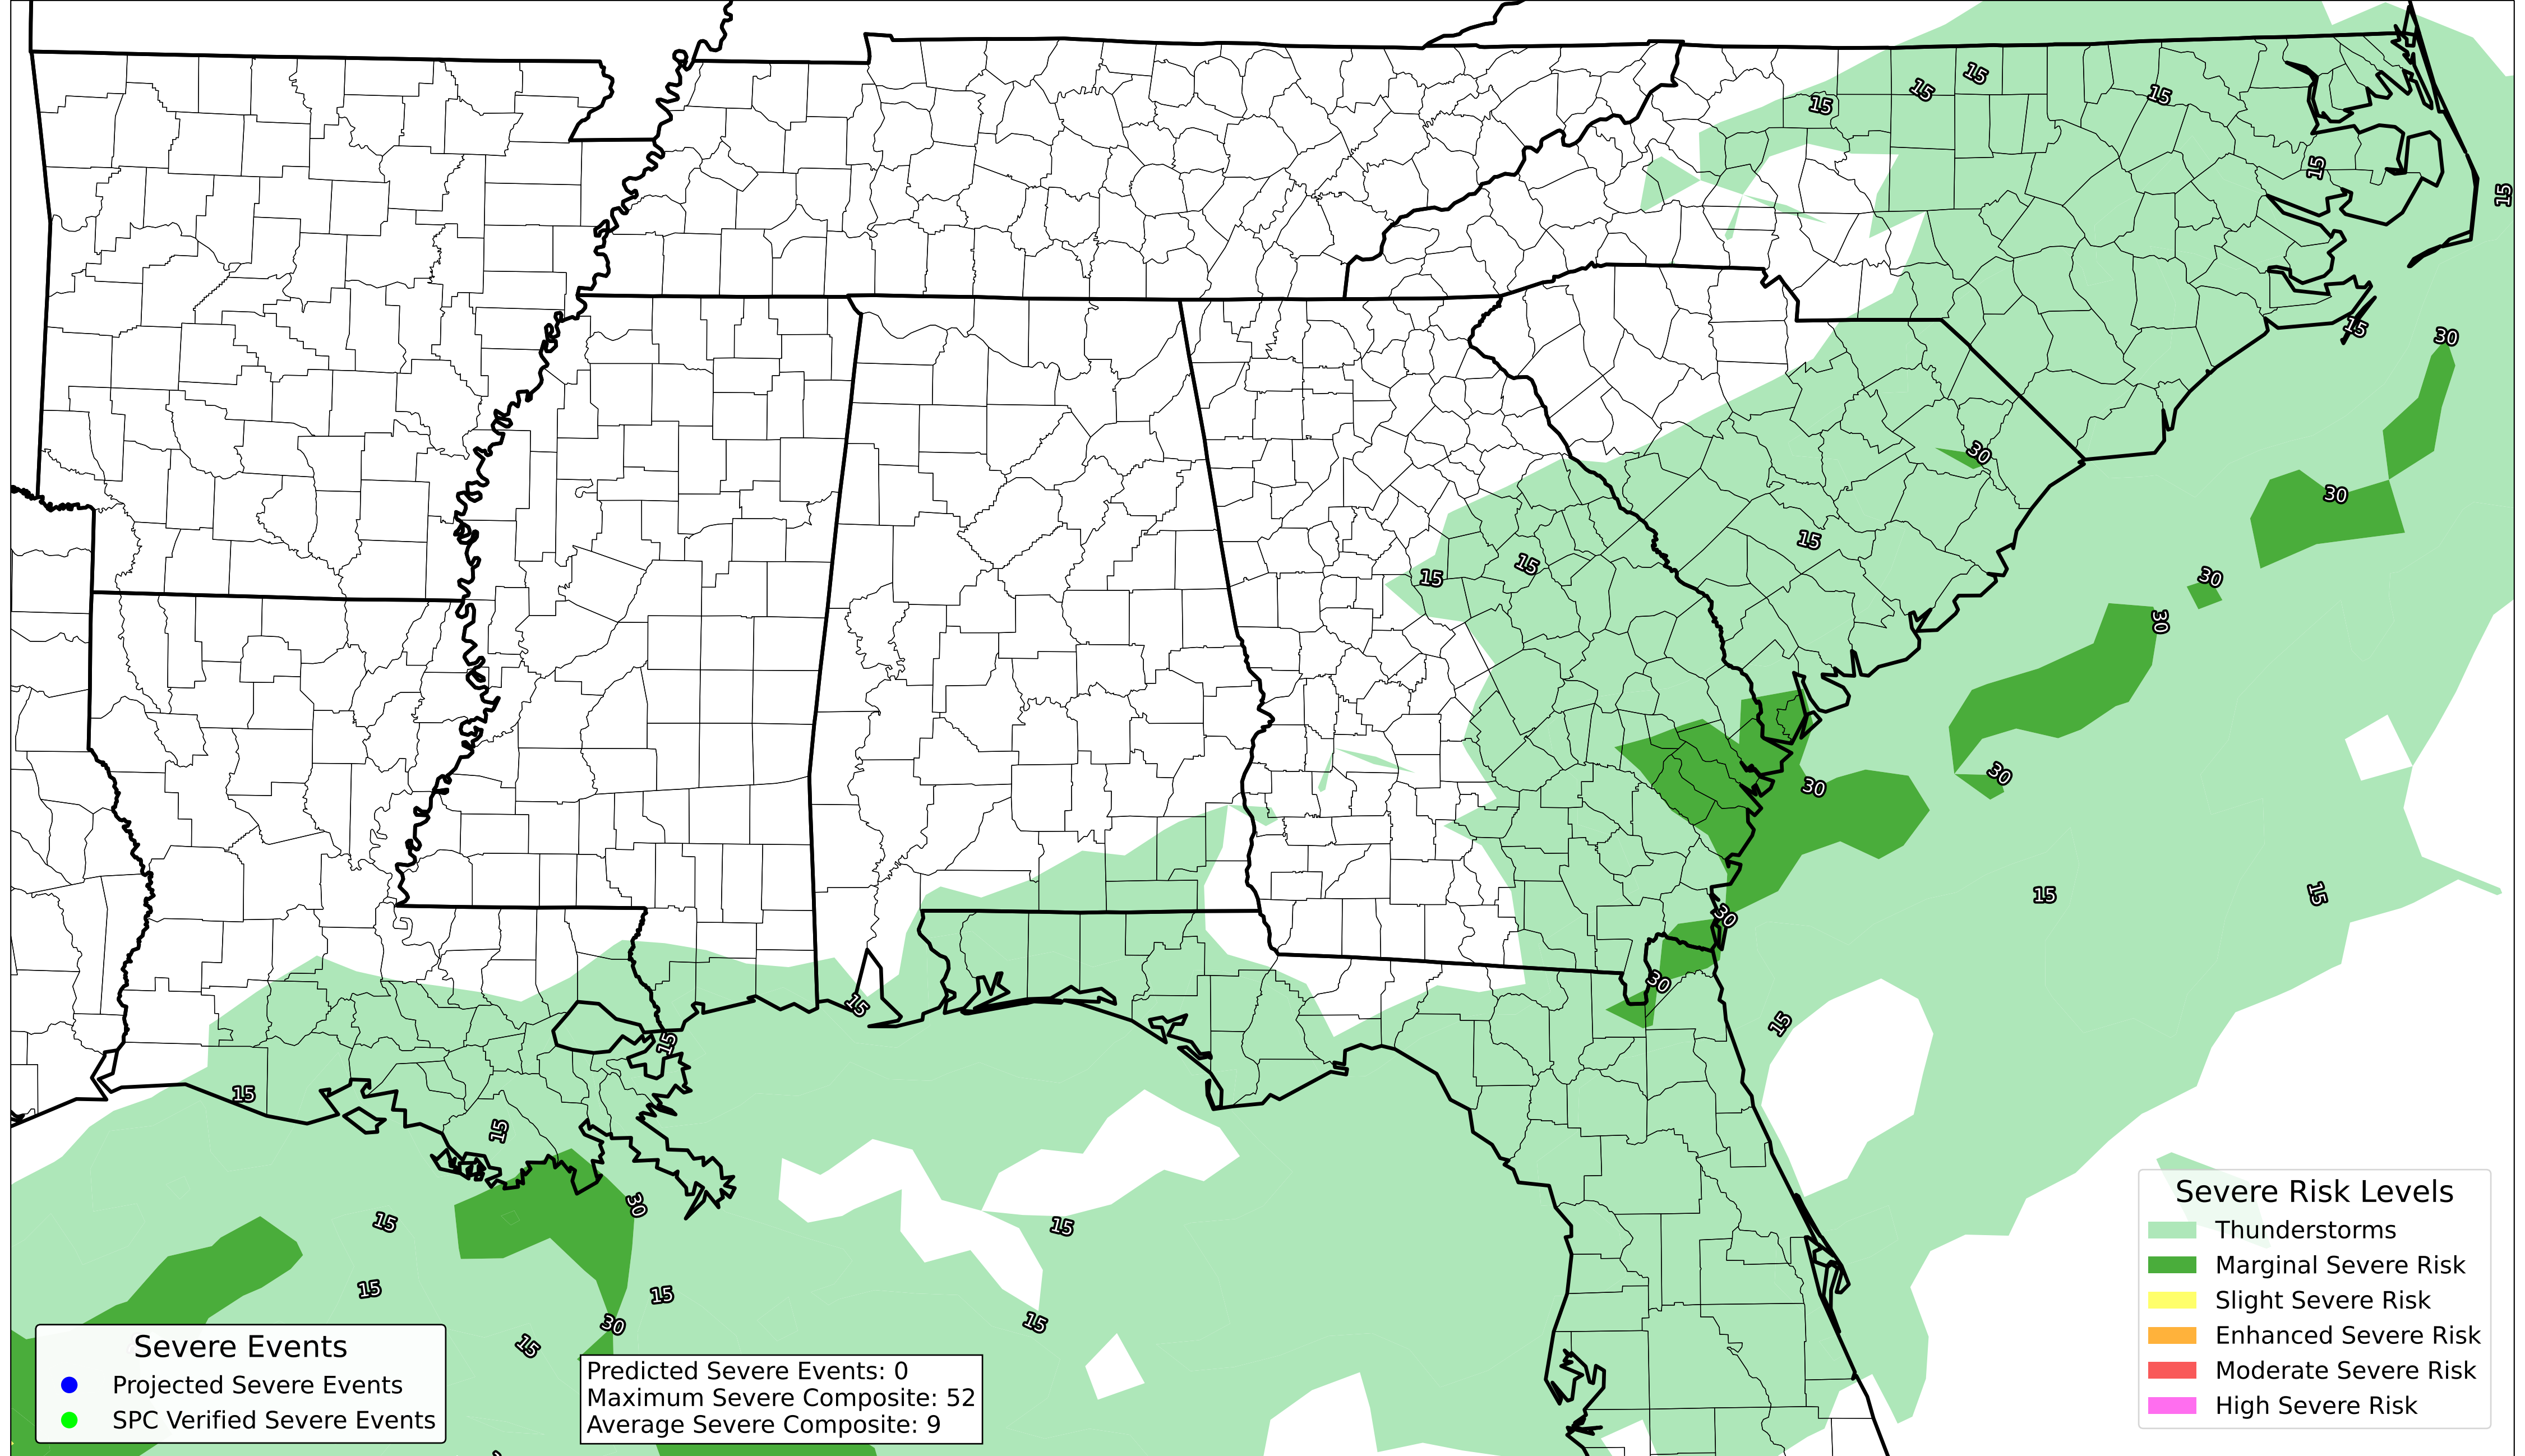 15
15
15
15
15
15
30
15
30
30
15
15
15
30
30
30
30
15
15
30
15
30
15
15
15
15
15
30
15
15
15
15
30
15
15
Severe Risk Levels
Thunderstorms
Marginal Severe Risk
Slight Severe Risk
Enhanced Severe Risk
Moderate Severe Risk
High Severe Risk
Severe Events
Projected Severe Events
SPC Verified Severe Events
Predicted Severe Events: 0
Maximum Severe Composite: 52
Average Severe Composite: 9